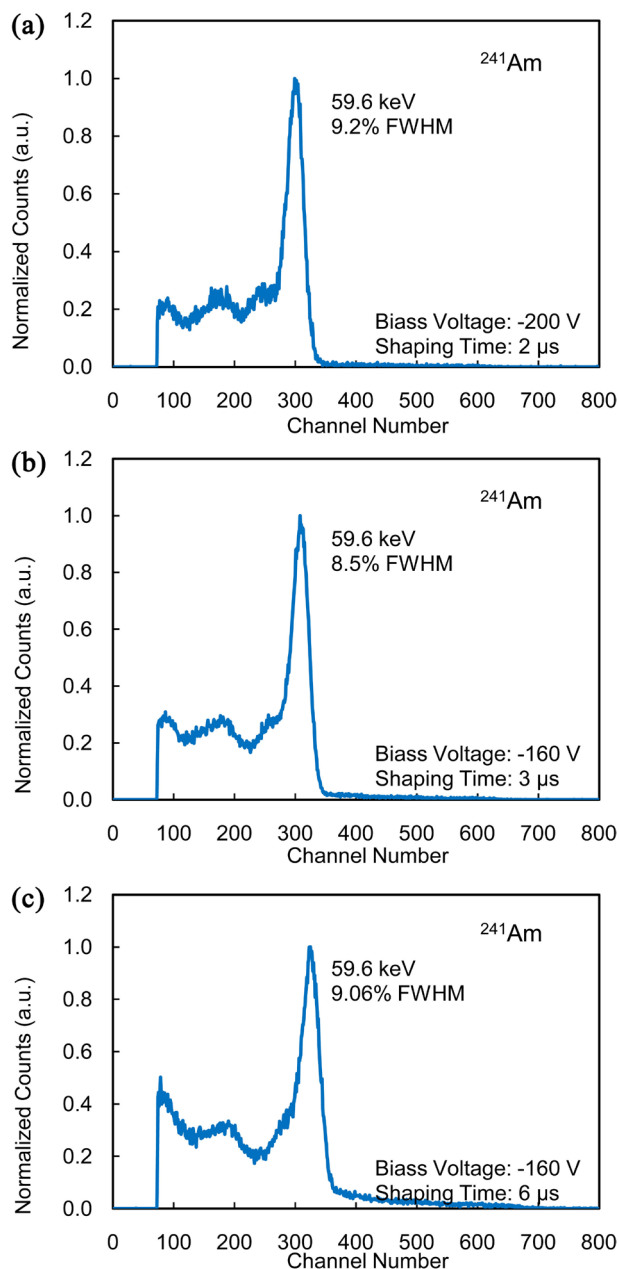 (a)
1.2
1.0
0.8
0.6
0.4
0.2
0.0
Normalized Counts (a.u.)
²⁴¹Am
59.6 keV
9.2% FWHM
Biass Voltage: -200 V
Shaping Time: 2 µs
0 100 200 300 400 500 600 700 800
Channel Number
(b)
1.2
1.0
0.8
0.6
0.4
0.2
0.0
Normalized Counts (a.u.)
²⁴¹Am
59.6 keV
8.5% FWHM
Biass Voltage: -160 V
Shaping Time: 3 µs
0 100 200 300 400 500 600 700 800
Channel Number
(c)
1.2
1.0
0.8
0.6
0.4
0.2
0.0
Normalized Counts (a.u.)
²⁴¹Am
59.6 keV
9.06% FWHM
Biass Voltage: -160 V
Shaping Time: 6 µs
0 100 200 300 400 500 600 700 800
Channel Number